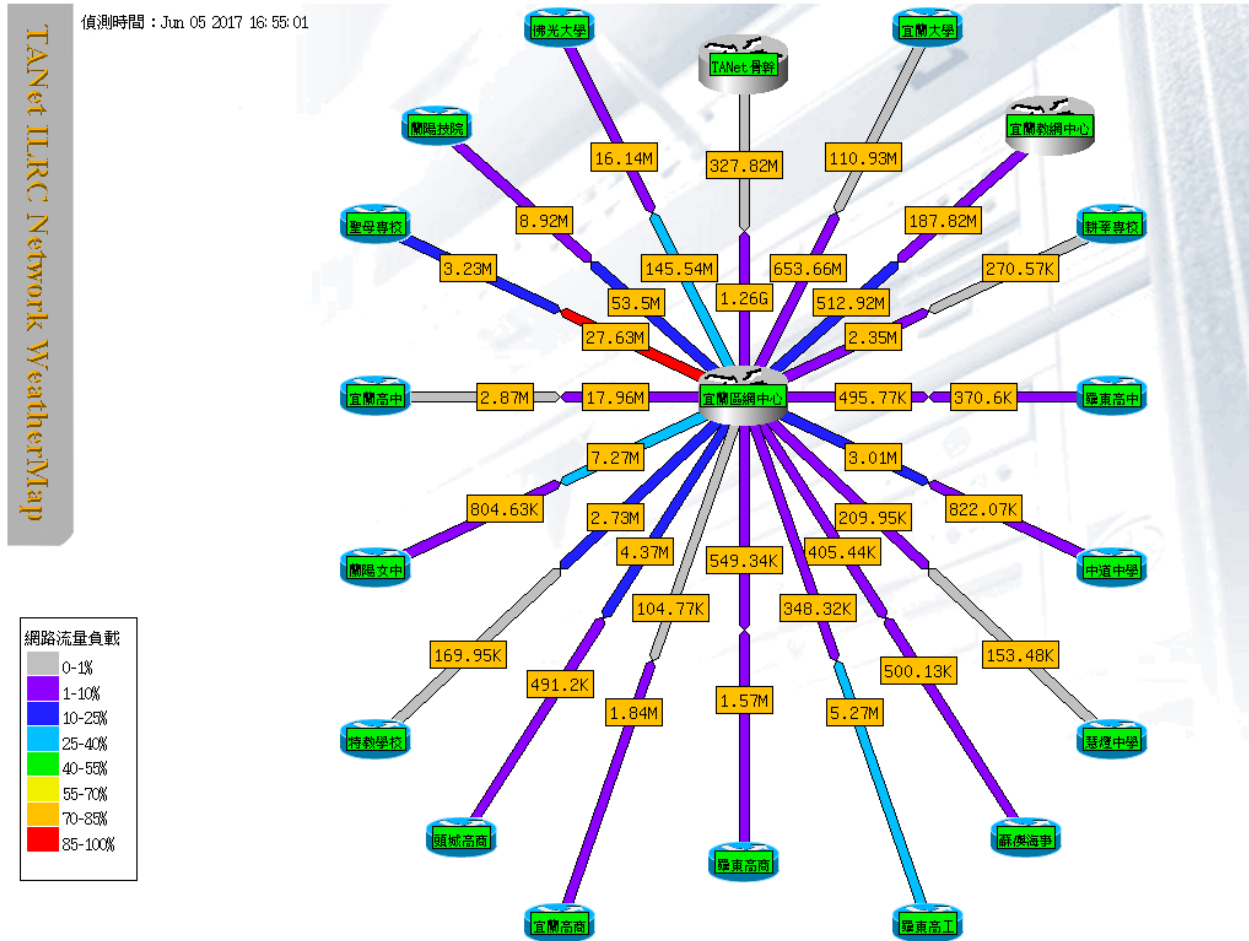 TANet ILRC Network WeatherMap
偵測時間：Jun 05 2017 16:55:01
佛光大學
宜蘭大學
TANet 骨幹
蘭陽技院
宜蘭教網中心
16.14M
327.82M
110.93M
聖母專校
8.92M
187.82M
耕莘專校
3.23M
145.54M
653.66M
270.57K
53.5M
1.26G
512.92M
27.63M
2.35M
宜蘭高中
2.87M
17.96M
宜蘭區網中心
495.77K
370.6K
羅東高中
7.27M
3.01M
804.63K
2.73M
209.95K
822.07K
4.37M
549.34K
405.44K
蘭陽女中
中道中學
104.77K
348.32K
169.95K
153.48K
491.2K
500.13K
1.84M
1.57M
5.27M
特教學校
慧燈中學
頭城高商
蘇澳海事
羅東高商
宜蘭高商
羅東高工
網路流量負載
0-1%
1-10%
10-25%
25-40%
40-55%
55-70%
70-85%
85-100%